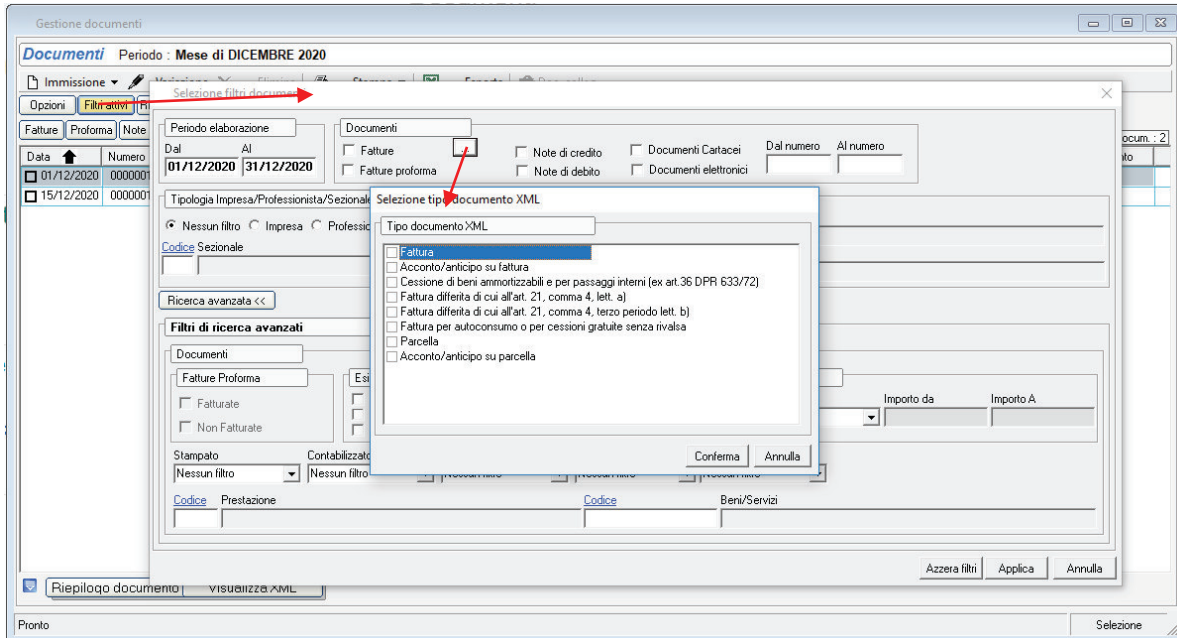 Gestione documenti
Documenti Periodo : Mese di DICEMBRE 2020
Immissione
Opzioni Filtri attivi
Selezione filtri
Fatture Proforma Note
Periodo elaborazione Documenti
Dal Al Fatture ... Note di credito Documenti Cartacei Dal numero Al numero
01/12/2020 31/12/2020 Fatture proforma Note di debito Documenti elettronici
ocum. : 2
Data Numero
01/12/2020 0000001
15/12/2020 0000001
Tipologia Impresa/Professionista/Sezionale
Nessun filtro Impresa
Codice Sezionale
Selezione tipo documento XML
Tipo documento XML
Fattura
Acconto/anticipo su fattura
Cessione di beni ammortizzabili e per passaggi interni (ex art.36 DPR 633/72)
Fattura differita di cui all'art. 21, comma 4, lett. a)
Fattura differita di cui all'art. 21, comma 4, terzo periodo lett. b)
Fattura per autoconsumo o per cessioni gratuite senza rivalsa
Parcella
Acconto/anticipo su parcella
Conferma Annulla
Ricerca avanzata <<
Filtri di ricerca avanzati
Documenti
Fatture Proforma
Fatturate
Non Fatturate
Importo da Importo A
Stampato Contabilizzato
Nessun filtro Nessun filtro
Codice Prestazione Codice Beni/Servizi
Azzera filtri Applica Annulla
Riepilogo documento Visualizza XML
Pronto Selezione